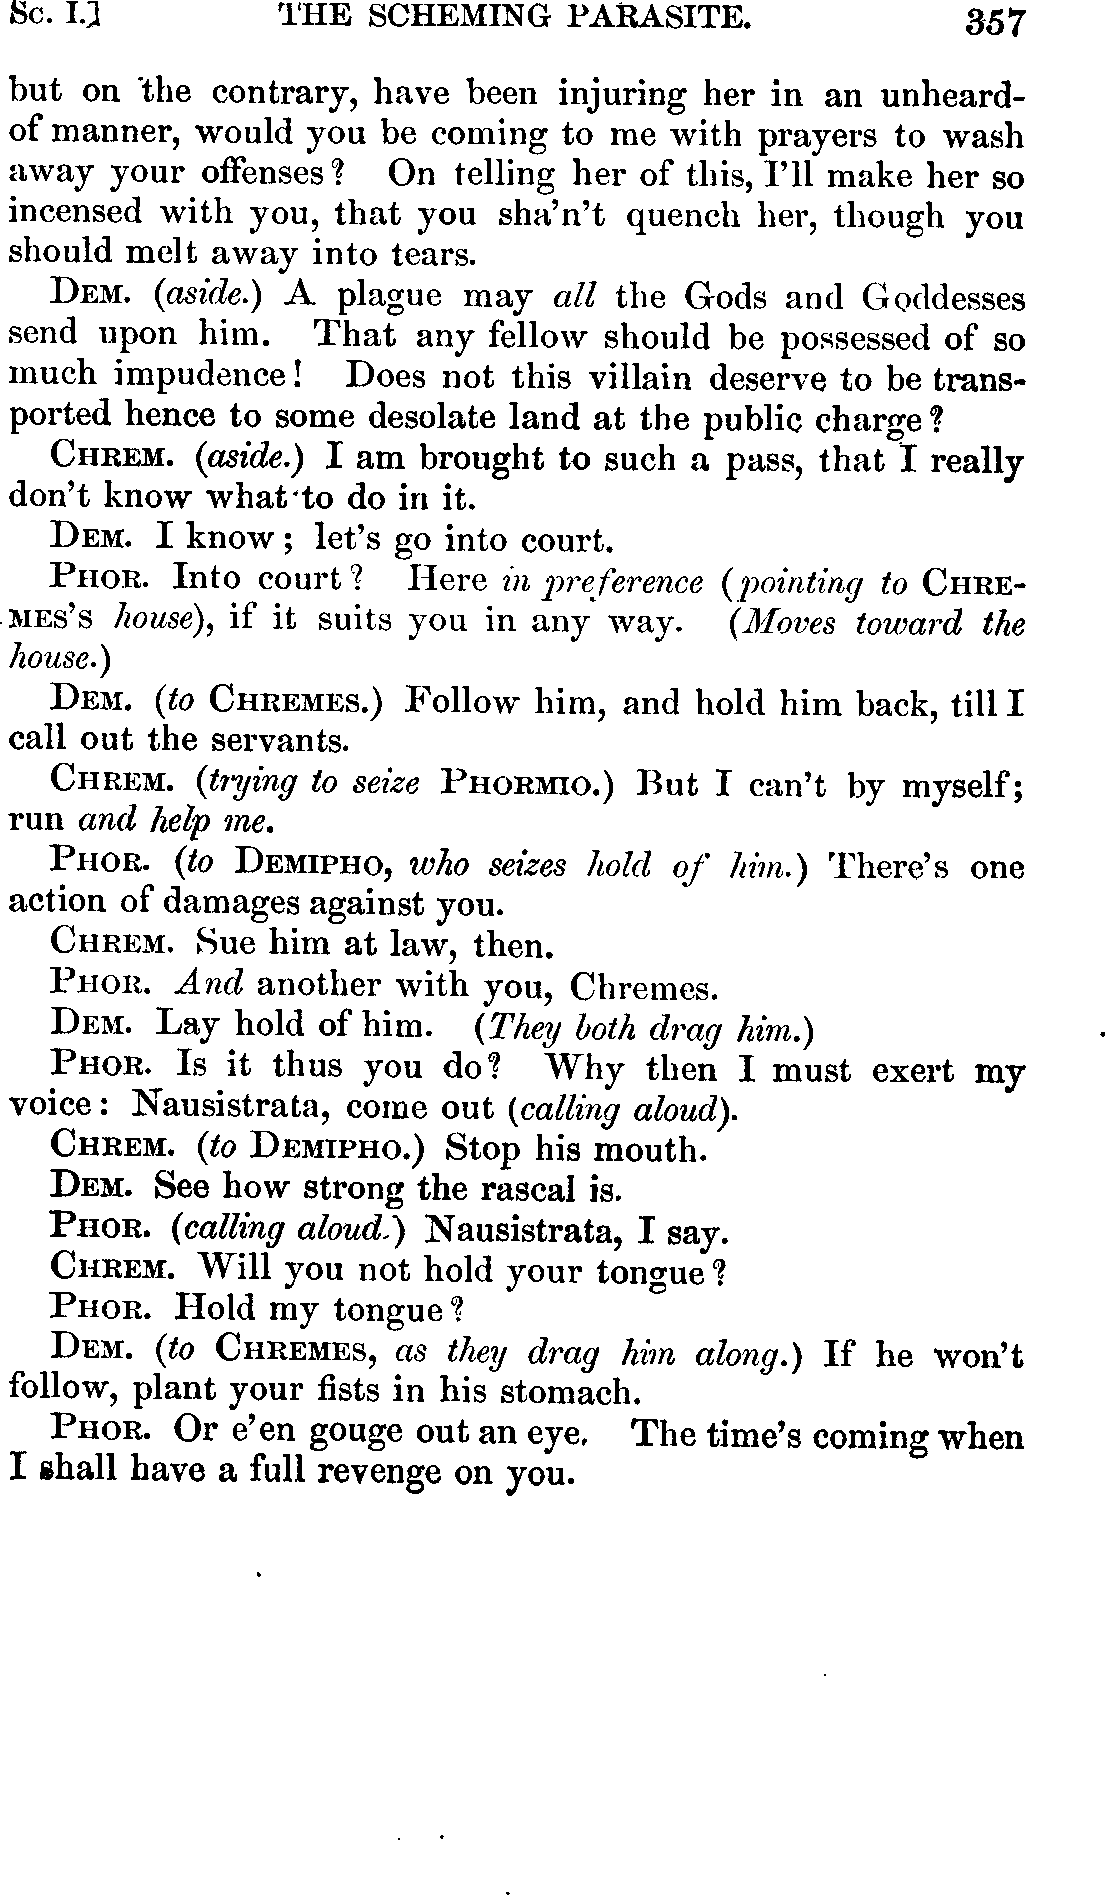 Sc. I.] THE SCHEMING PARASITE. 357
but on the contrary, have been injuring her in an unheard-
of manner, would you be coming to me with prayers to wash
away your offenses? On telling her of this, I'll make her so
incensed with you, that you sha'n't quench her, though you
should melt away into tears.
DEM. (aside.) A plague may all the Gods and Goddesses
send upon him. That any fellow should be possessed of so
much impudence! Does not this villain deserve to be trans-
ported hence to some desolate land at the public charge?
CHREM. (aside.) I am brought to such a pass, that I really
don't know what to do in it.
DEM. I know; let's go into court.
PHOR. Into court? Here in preference (pointing to CHRE-
MES'S house), if it suits you in any way. (Moves toward the
house.)
DEM. (to CHREMES.) Follow him, and hold him back, till I
call out the servants.
CHREM. (trying to seize PHORMIO.) But I can't by myself;
run and help me.
PHOR. (to DEMIPHO, who seizes hold of him.) There's one
action of damages against you.
CHREM. Sue him at law, then.
PHOR. And another with you, Chremes.
DEM. Lay hold of him. (They both drag him.)
PHOR. Is it thus you do? Why then I must exert my
voice: Nausistrata, come out (calling aloud).
CHREM. (to DEMIPHO.) Stop his mouth.
DEM. See how strong the rascal is.
PHOR. (calling aloud.) Nausistrata, I say.
CHREM. Will you not hold your tongue?
PHOR. Hold my tongue?
DEM. (to CHREMES, as they drag him along.) If he won't
follow, plant your fists in his stomach.
PHOR. Or e'en gouge out an eye. The time's coming when
I shall have a full revenge on you.